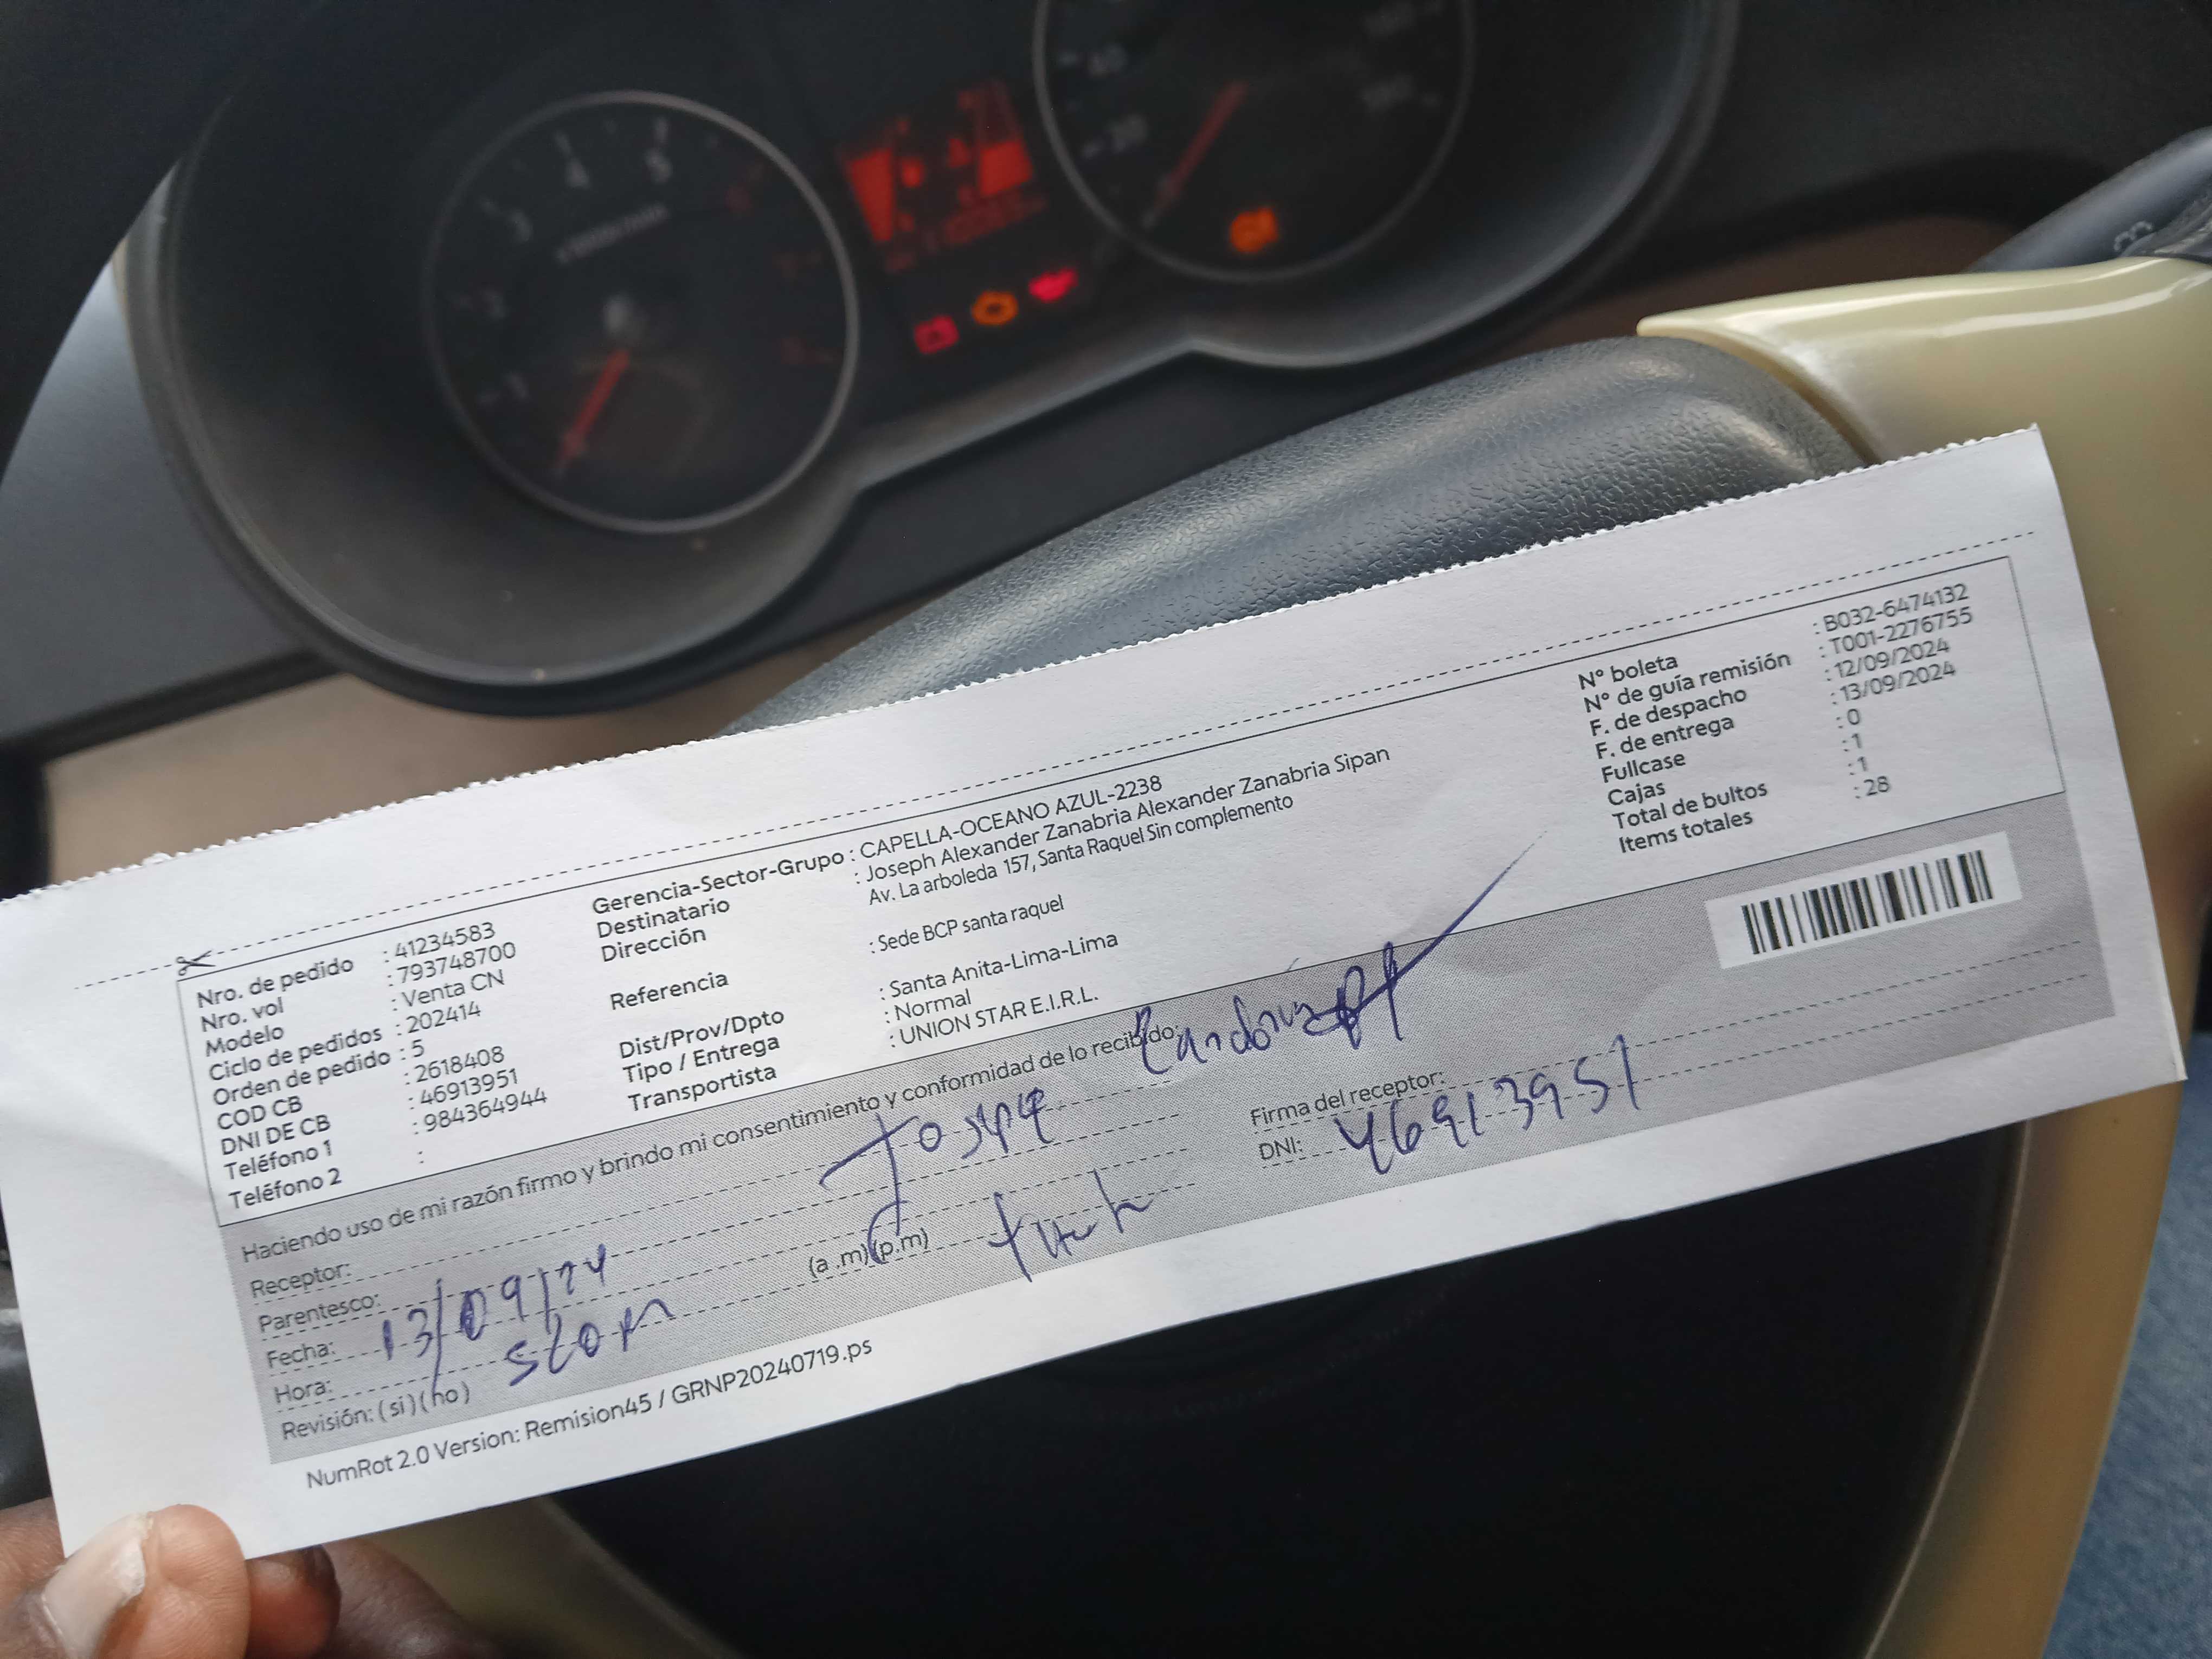 Nro. de pedido : 41234583
Nro. vol : 793748700
Modelo : Venta CN
Ciclo de pedidos : 202414
Orden de pedido : 5
COD CB : 2618408
DNI DE CB : 46913951
Teléfono 1 : 984364944
Teléfono 2 :
Gerencia-Sector-Grupo : CAPELLA-OCEANO AZUL-2238
Destinatario : Joseph Alexander Zanabria Alexander Zanabria Sipan
Dirección Av. La arboleda 157, Santa Raquel Sin complemento
Referencia : Sede BCP santa raquel
Dist/Prov/Dpto : Santa Anita-Lima-Lima
Tipo / Entrega : Normal
Transportista : UNION STAR E.I.R.L.
N° boleta : B032-6474132
N° de guía remisión : T001-2276755
F. de despacho : 12/09/2024
F. de entrega : 13/09/2024
Fullcase : 0
Cajas : 1
Total de bultos : 1
Items totales : 28
Haciendo uso de mi razón firmo y brindo mi consentimiento y conformidad de lo recibido:
Receptor:
Parentesco:
Fecha: 13/09/24
Hora: (a .m) (p.m)
Revisión: ( si ) ( no )
Firma del receptor:
DNI: 46913951
NumRot 2.0 Version: Remision45 / GRNP20240719.ps
1
2
3
4
5
20
40